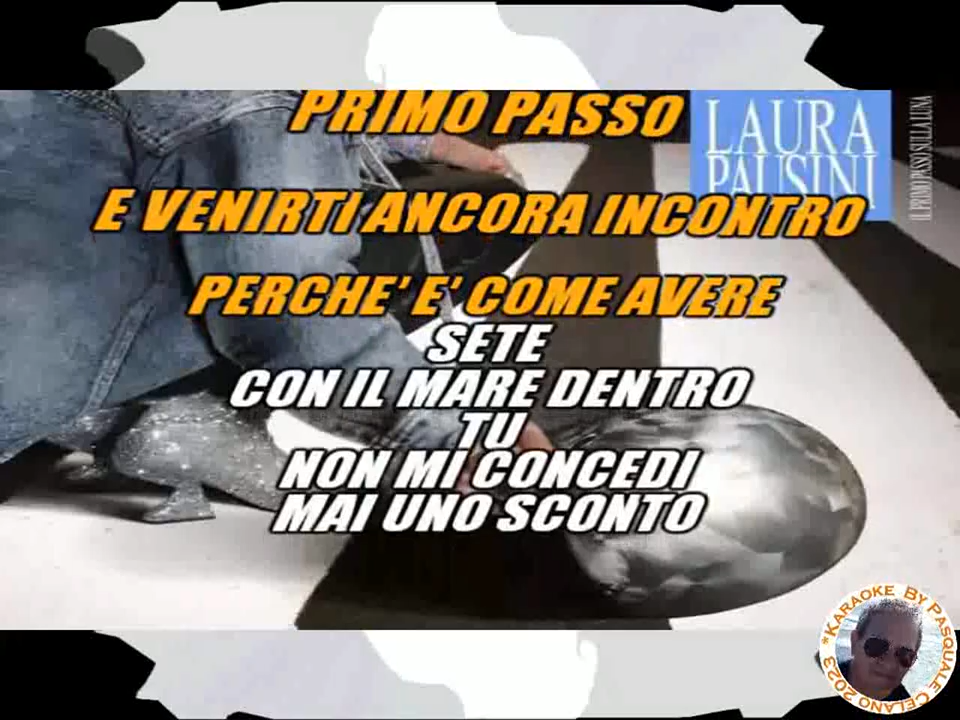 PRIMO PASSO
LAURA
PAUSINI
IL PRIMO PASSO SULLA LUNA
E VENIRTI ANCORA INCONTRO
PERCHE' E' COME AVERE
SETE
CON IL MARE DENTRO
TU
NON MI CONCEDI
MAI UNO SCONTO
*KARAOKE By PASQUALE CELANO 2023